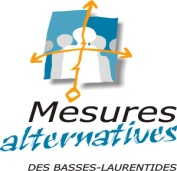 Mesures
alternatives
DES BASSES-LAURENTIDES